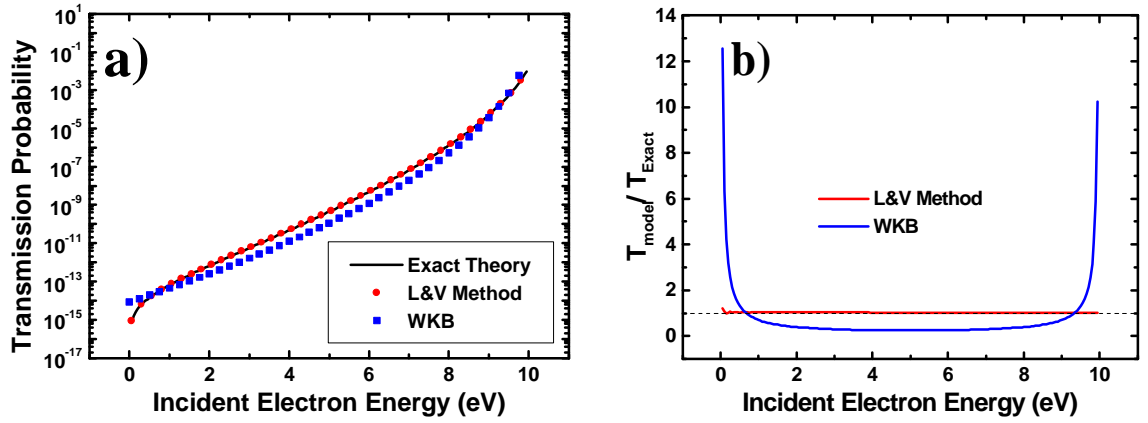 a)
Transmission Probability
10^1
10^-1
10^-3
10^-5
10^-7
10^-9
10^-11
10^-13
10^-15
10^-17
Exact Theory
L&V Method
WKB
0 2 4 6 8 10
Incident Electron Energy (eV)
b)
T_model / T_Exact
14
12
10
8
6
4
2
0
L&V Method
WKB
0 2 4 6 8 10
Incident Electron Energy (eV)